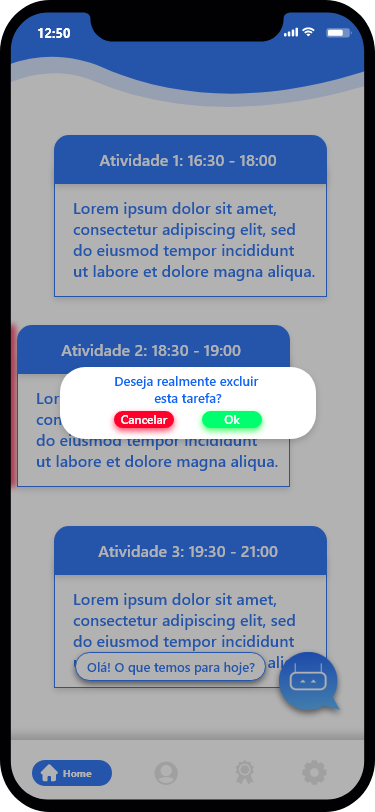 12:50
Atividade 1: 16:30 - 18:00
Lorem ipsum dolor sit amet,
consectetur adipiscing elit, sed
do eiusmod tempor incididunt
ut labore et dolore magna aliqua.
Atividade 2: 18:30 - 19:00
Deseja realmente excluir
esta tarefa?
Cancelar Ok
do eiusmod tempor incididunt
ut labore et dolore magna aliqua.
Atividade 3: 19:30 - 21:00
Lorem ipsum dolor sit amet,
consectetur adipiscing elit, sed
do eiusmod tempor incididunt
Olá! O que temos para hoje?
Home